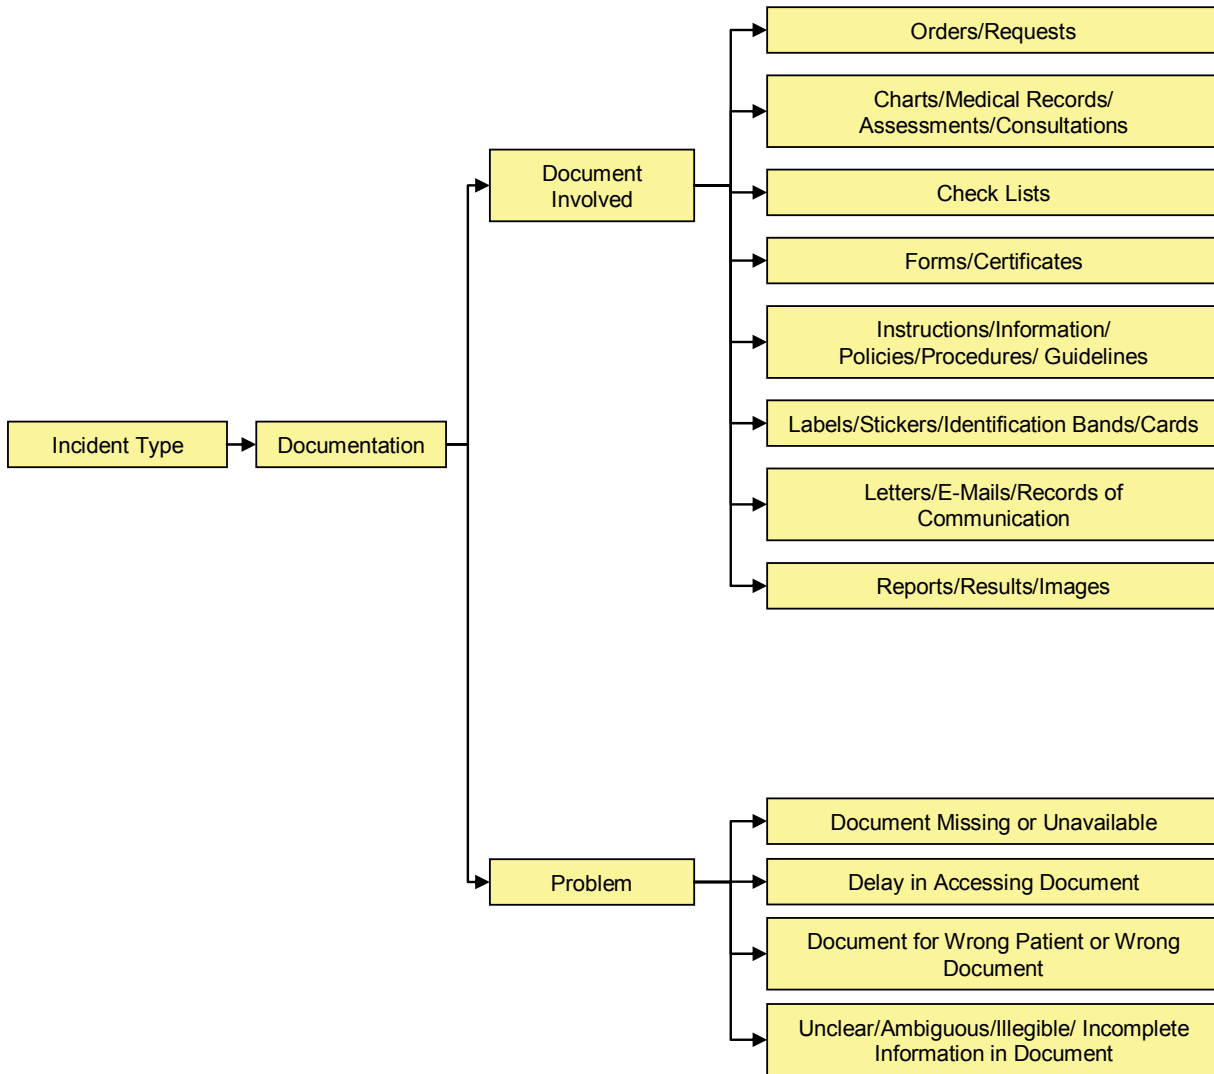 Orders/Requests
Charts/Medical Records/
Assessments/Consultations
Document
Involved
Check Lists
Forms/Certificates
Instructions/Information/
Policies/Procedures/ Guidelines
Incident Type
Documentation
Labels/Stickers/Identification Bands/Cards
Letters/E-Mails/Records of
Communication
Reports/Results/Images
Document Missing or Unavailable
Problem
Delay in Accessing Document
Document for Wrong Patient or Wrong
Document
Unclear/Ambiguous/Illegible/ Incomplete
Information in Document